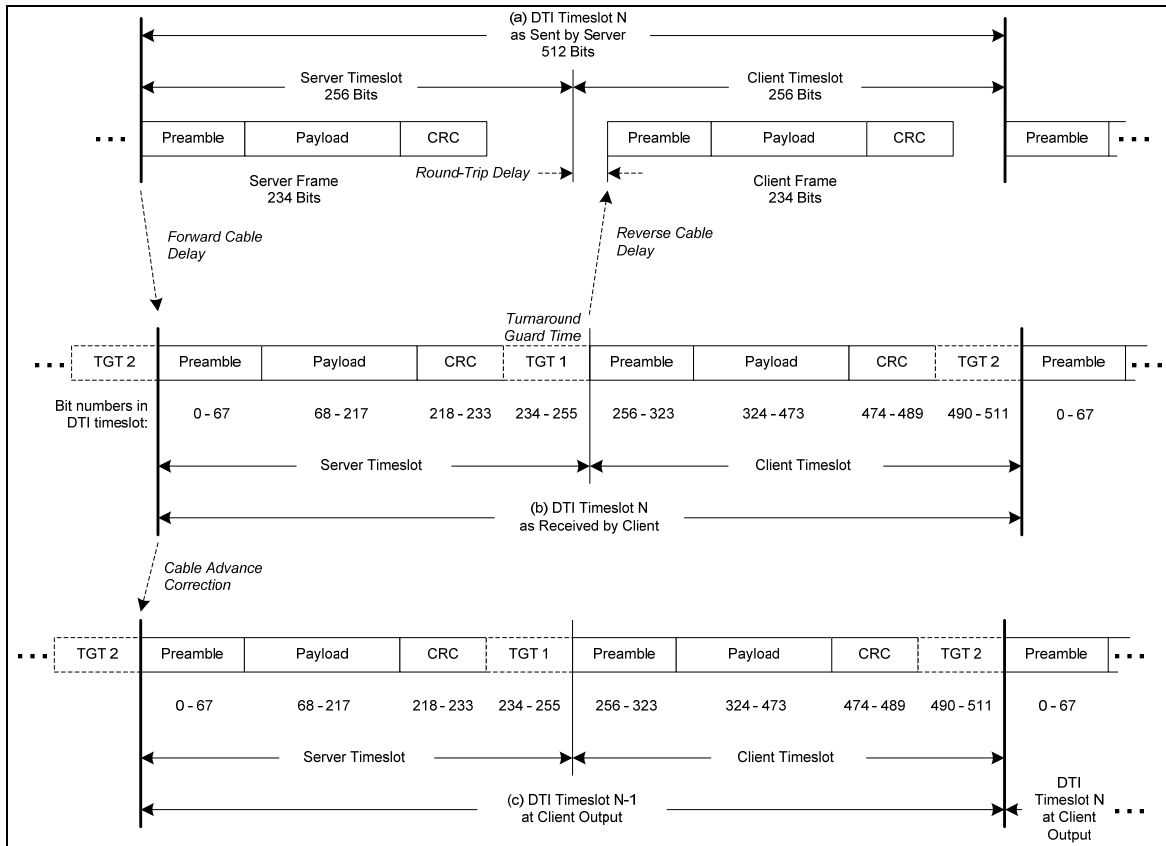 (a) DTI Timeslot N
as Sent by Server
512 Bits
Server Timeslot
256 Bits
Client Timeslot
256 Bits
Preamble Payload CRC Preamble Payload CRC Preamble
Round-Trip Delay
Server Frame
234 Bits
Client Frame
234 Bits
Forward Cable
Delay
Reverse Cable
Delay
Turnaround
Guard Time
TGT 2 Preamble Payload CRC TGT 1 Preamble Payload CRC TGT 2 Preamble
Bit numbers in
DTI timeslot:
0 - 67 68 - 217 218 - 233 234 - 255 256 - 323 324 - 473 474 - 489 490 - 511 0 - 67
Server Timeslot Client Timeslot
(b) DTI Timeslot N
as Received by Client
Cable Advance
Correction
TGT 2 Preamble Payload CRC TGT 1 Preamble Payload CRC TGT 2 Preamble
0 - 67 68 - 217 218 - 233 234 - 255 256 - 323 324 - 473 474 - 489 490 - 511 0 - 67
Server Timeslot Client Timeslot
(c) DTI Timeslot N-1
at Client Output
DTI
Timeslot N
at Client
Output